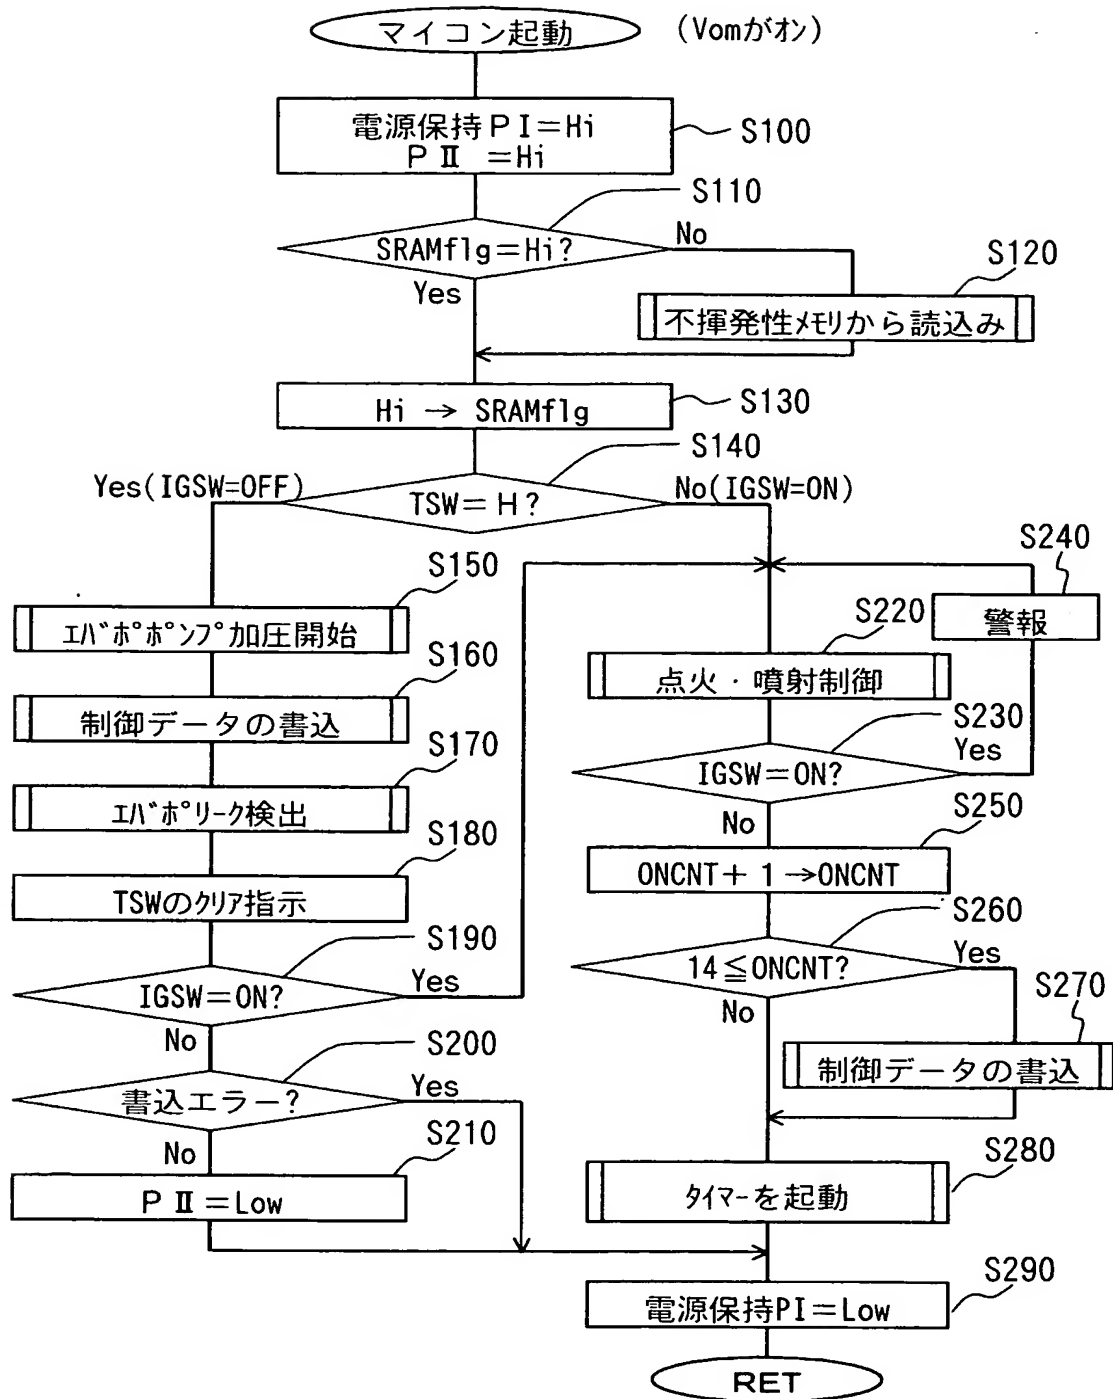 マイコン起動
(Vomがオン)
電源保持PⅠ=Hi
PⅡ =Hi
S100
S110
SRAMflg=Hi?
No
Yes
S120
不揮発性メモリから読込み
Hi → SRAMflg
S130
S140
Yes(IGSW=OFF)
TSW=H?
No(IGSW=ON)
S150
エバポポンプ加圧開始
S160
制御データの書込
S170
エバポリーク検出
S180
TSWのクリア指示
S190
IGSW=ON?
Yes
No
S200
書込エラー?
Yes
No
S210
PⅡ=Low
S240
警報
S220
点火・噴射制御
S230
IGSW=ON?
Yes
No
S250
ONCNT+1→ONCNT
S260
14≦ONCNT?
Yes
No
S270
制御データの書込
S280
タイマーを起動
S290
電源保持PI=Low
RET